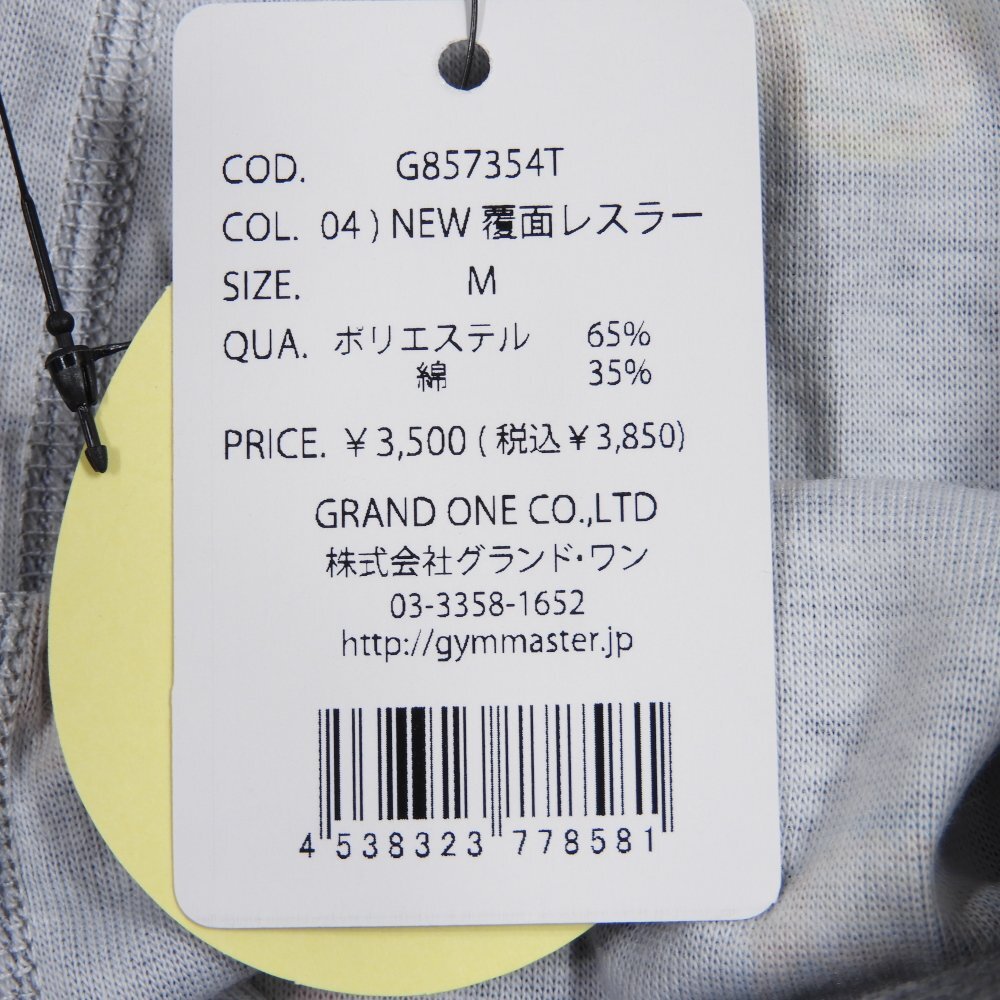 COD. G857354T
COL. 04 ) NEW 覆面レスラー
SIZE. M
QUA. ポリエステル 65%
綿 35%
PRICE. ¥ 3,500 ( 税込 ¥ 3,850)
GRAND ONE CO.,LTD
株式会社グランド・ワン
03-3358-1652
http://gymmaster.jp
4 538323 778581